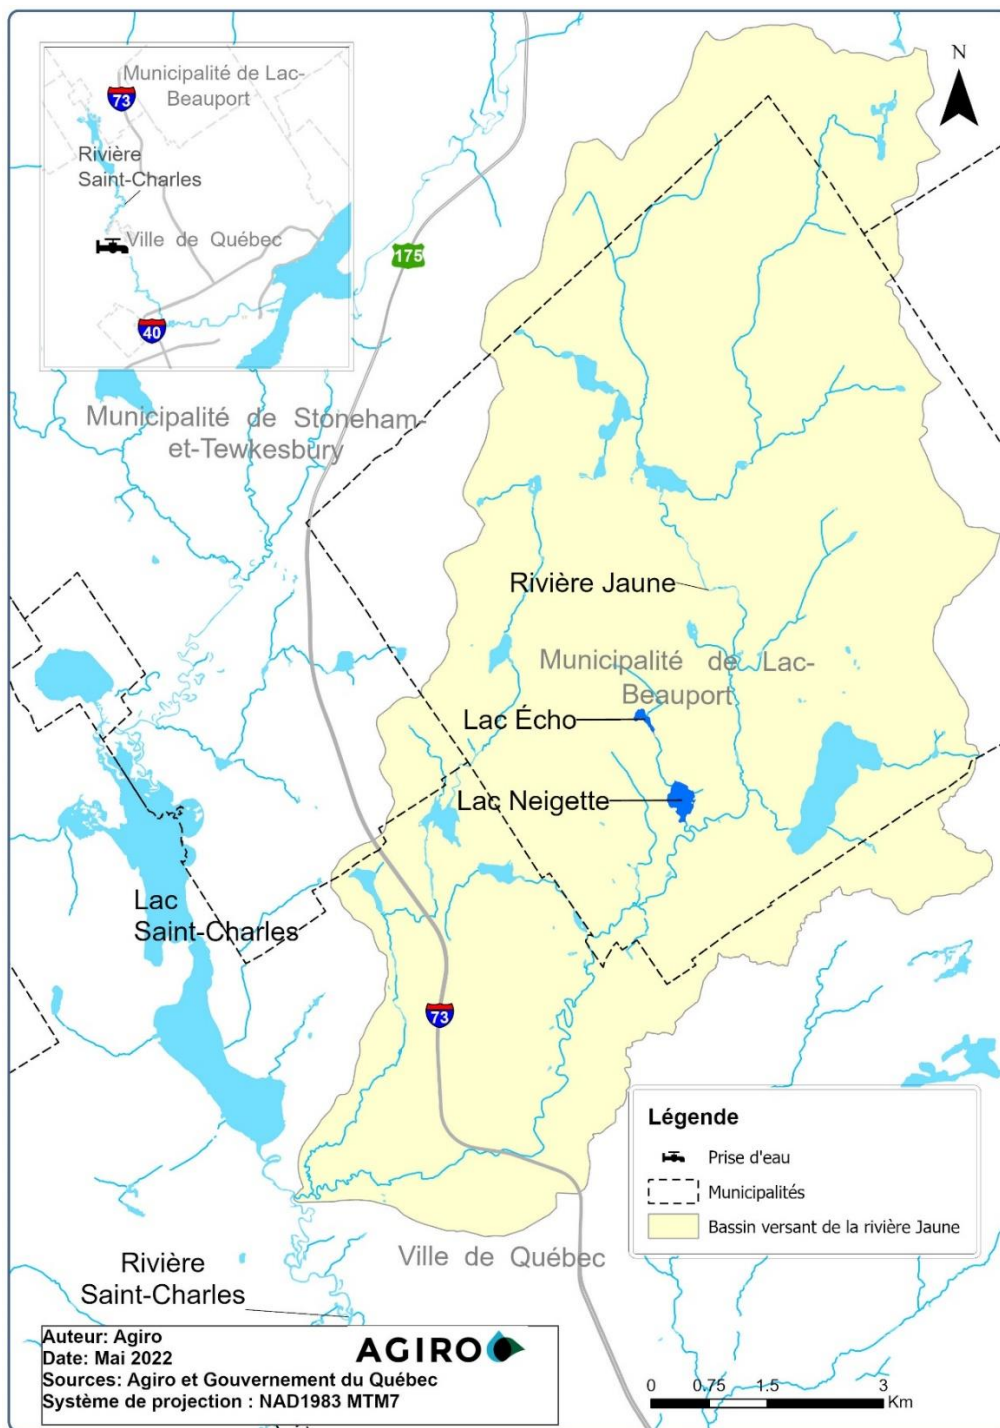 Municipalité de Lac-
Beauport
73
Rivière
Saint-Charles
Ville de Québec
40
N
175
Municipalité de Stoneham-
et-Tewkesbury
Rivière Jaune
Municipalité de Lac-
Beauport
Lac Écho
Lac Neigette
Lac
Saint-Charles
73
Légende
Prise d'eau
Municipalités
Bassin versant de la rivière Jaune
Ville de Québec
Rivière
Saint-Charles
Auteur: Agiro
Date: Mai 2022
Sources: Agiro et Gouvernement du Québec
Système de projection : NAD1983 MTM7
AGIRO
0 0.75 1.5 3
Km